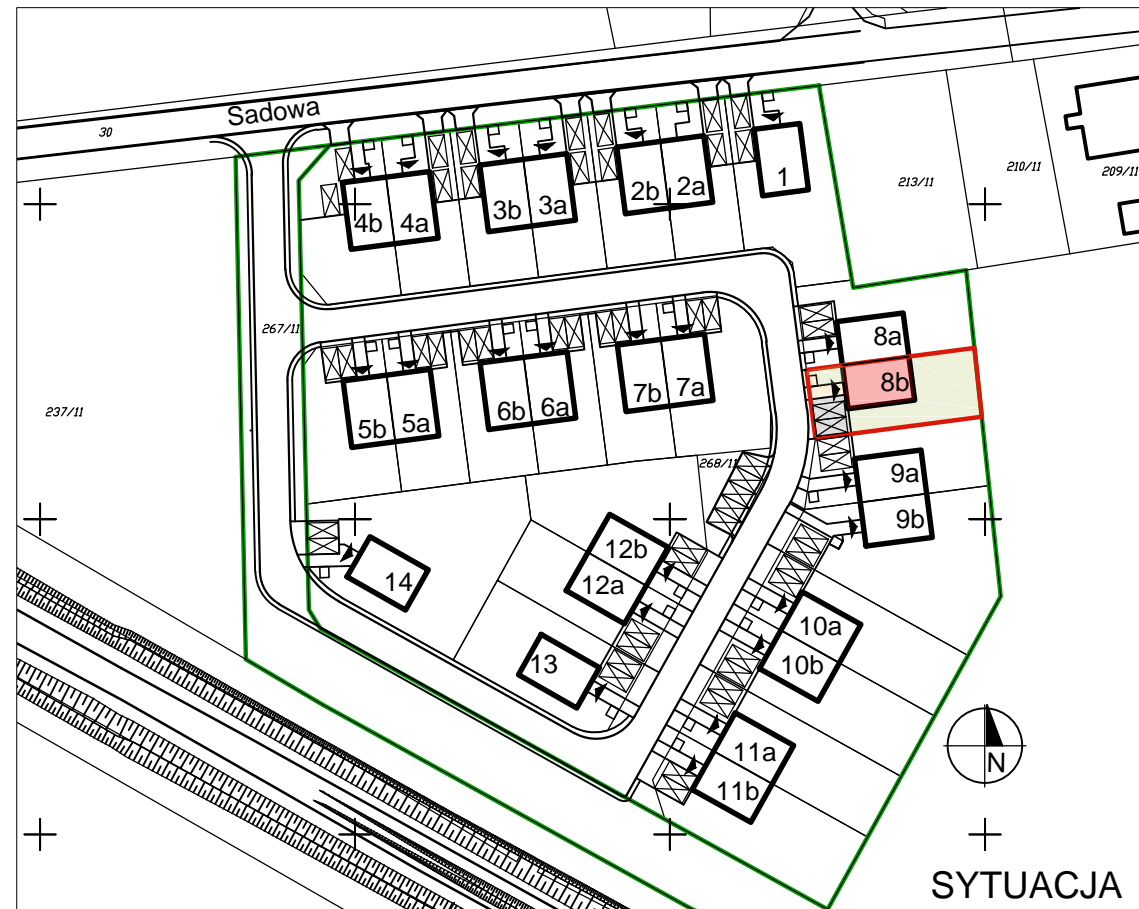 Sadowa
30
1
213/11
210/11
209/11
4b 4a
3b 3a
2b 2a
267/11
237/11
8a
8b
5b 5a
6b 6a
7b 7a
268/11
9a
9b
12b
12a
14
13
10a
10b
11a
11b
N
SYTUACJA